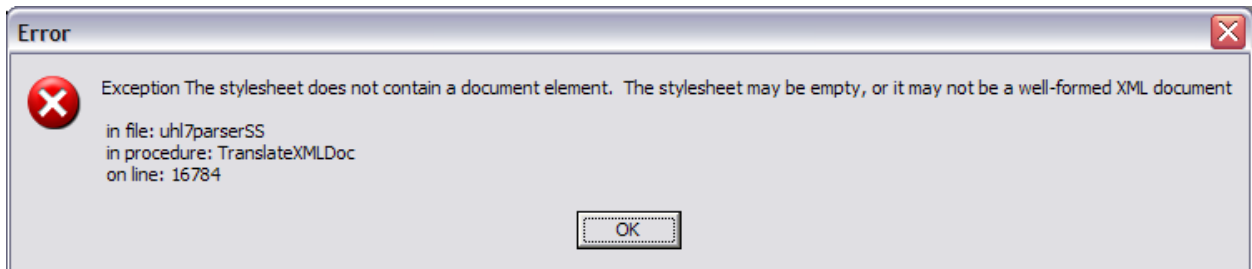 Error
Exception The stylesheet does not contain a document element.  The stylesheet may be empty, or it may not be a well-formed XML document
in file: uhl7parserSS
in procedure: TranslateXMLDoc
on line: 16784
OK